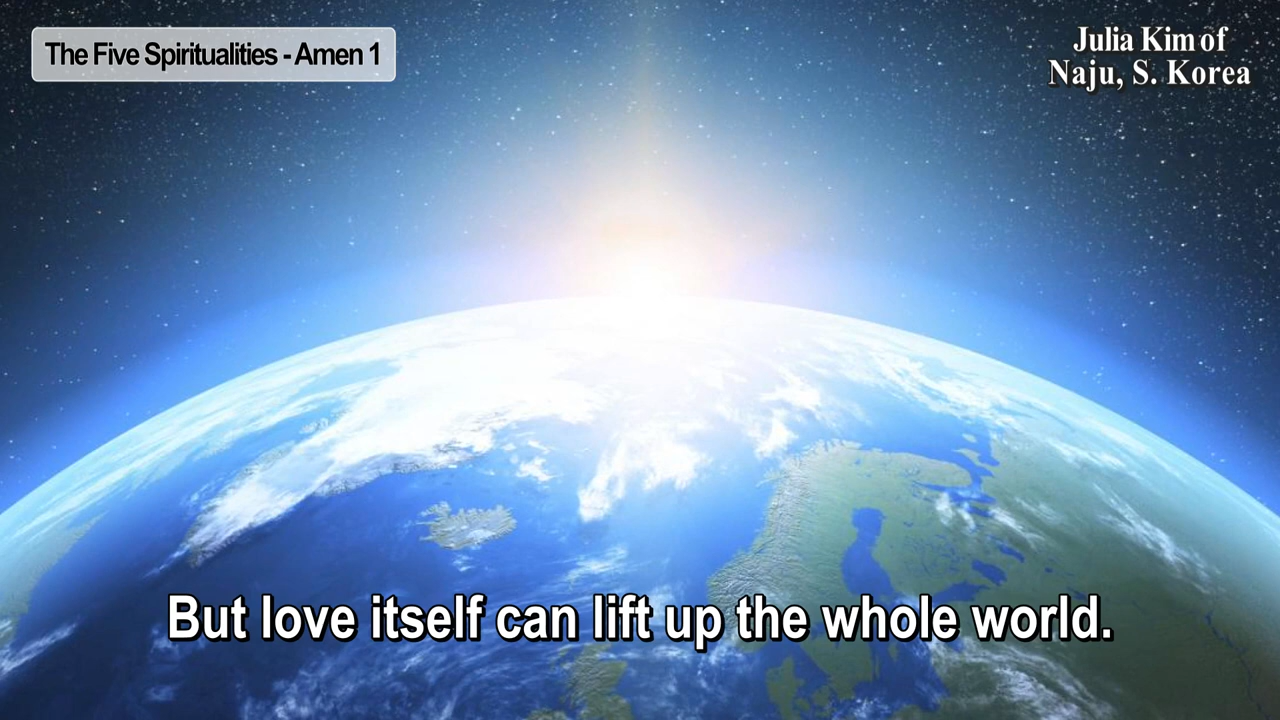 The Five Spiritualities - Amen 1
Julia Kim of
Naju, S. Korea
But love itself can lift up the whole world.